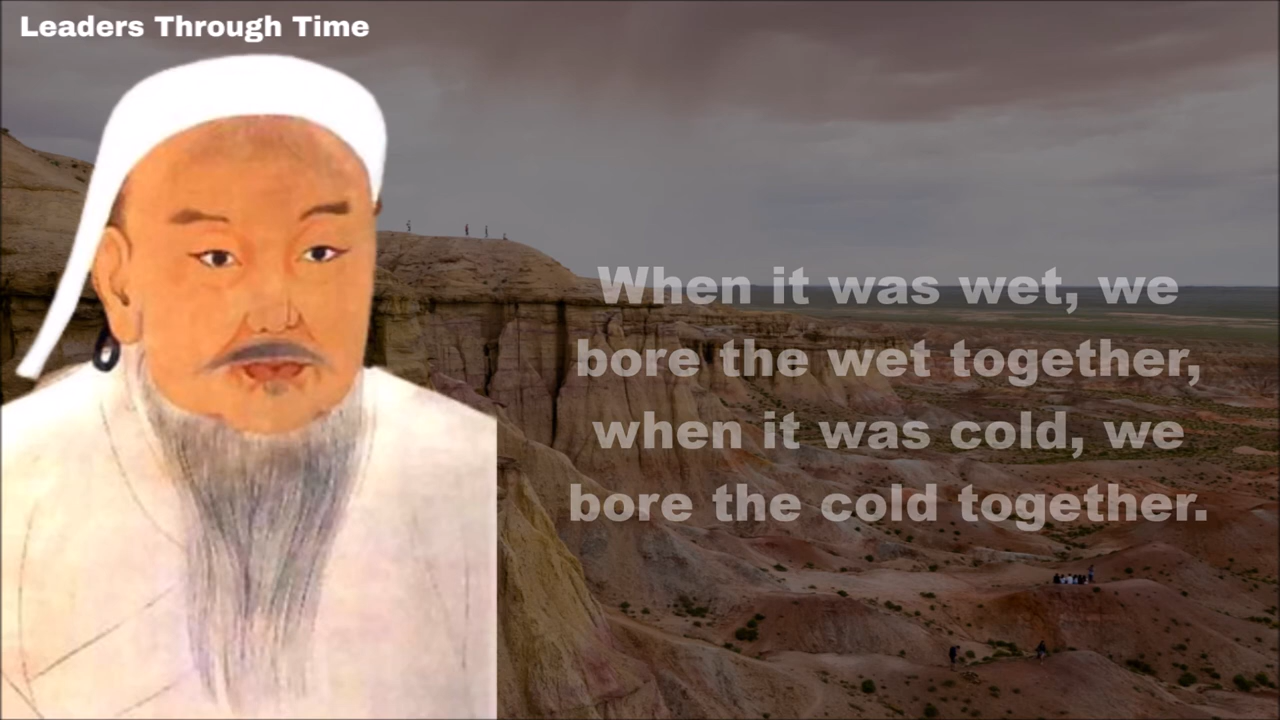 Leaders Through Time
When it was wet, we
bore the wet together,
when it was cold, we
bore the cold together.